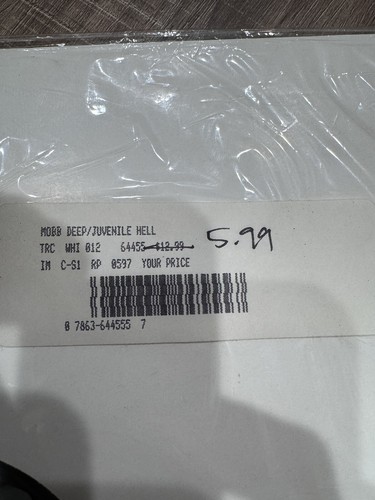 MOBB DEEP/JUVENILE HELL
TRC WHI 012 64455 $12.99 5.99
IM C-S1 RP 0597 YOUR PRICE
0 7863-644555 7